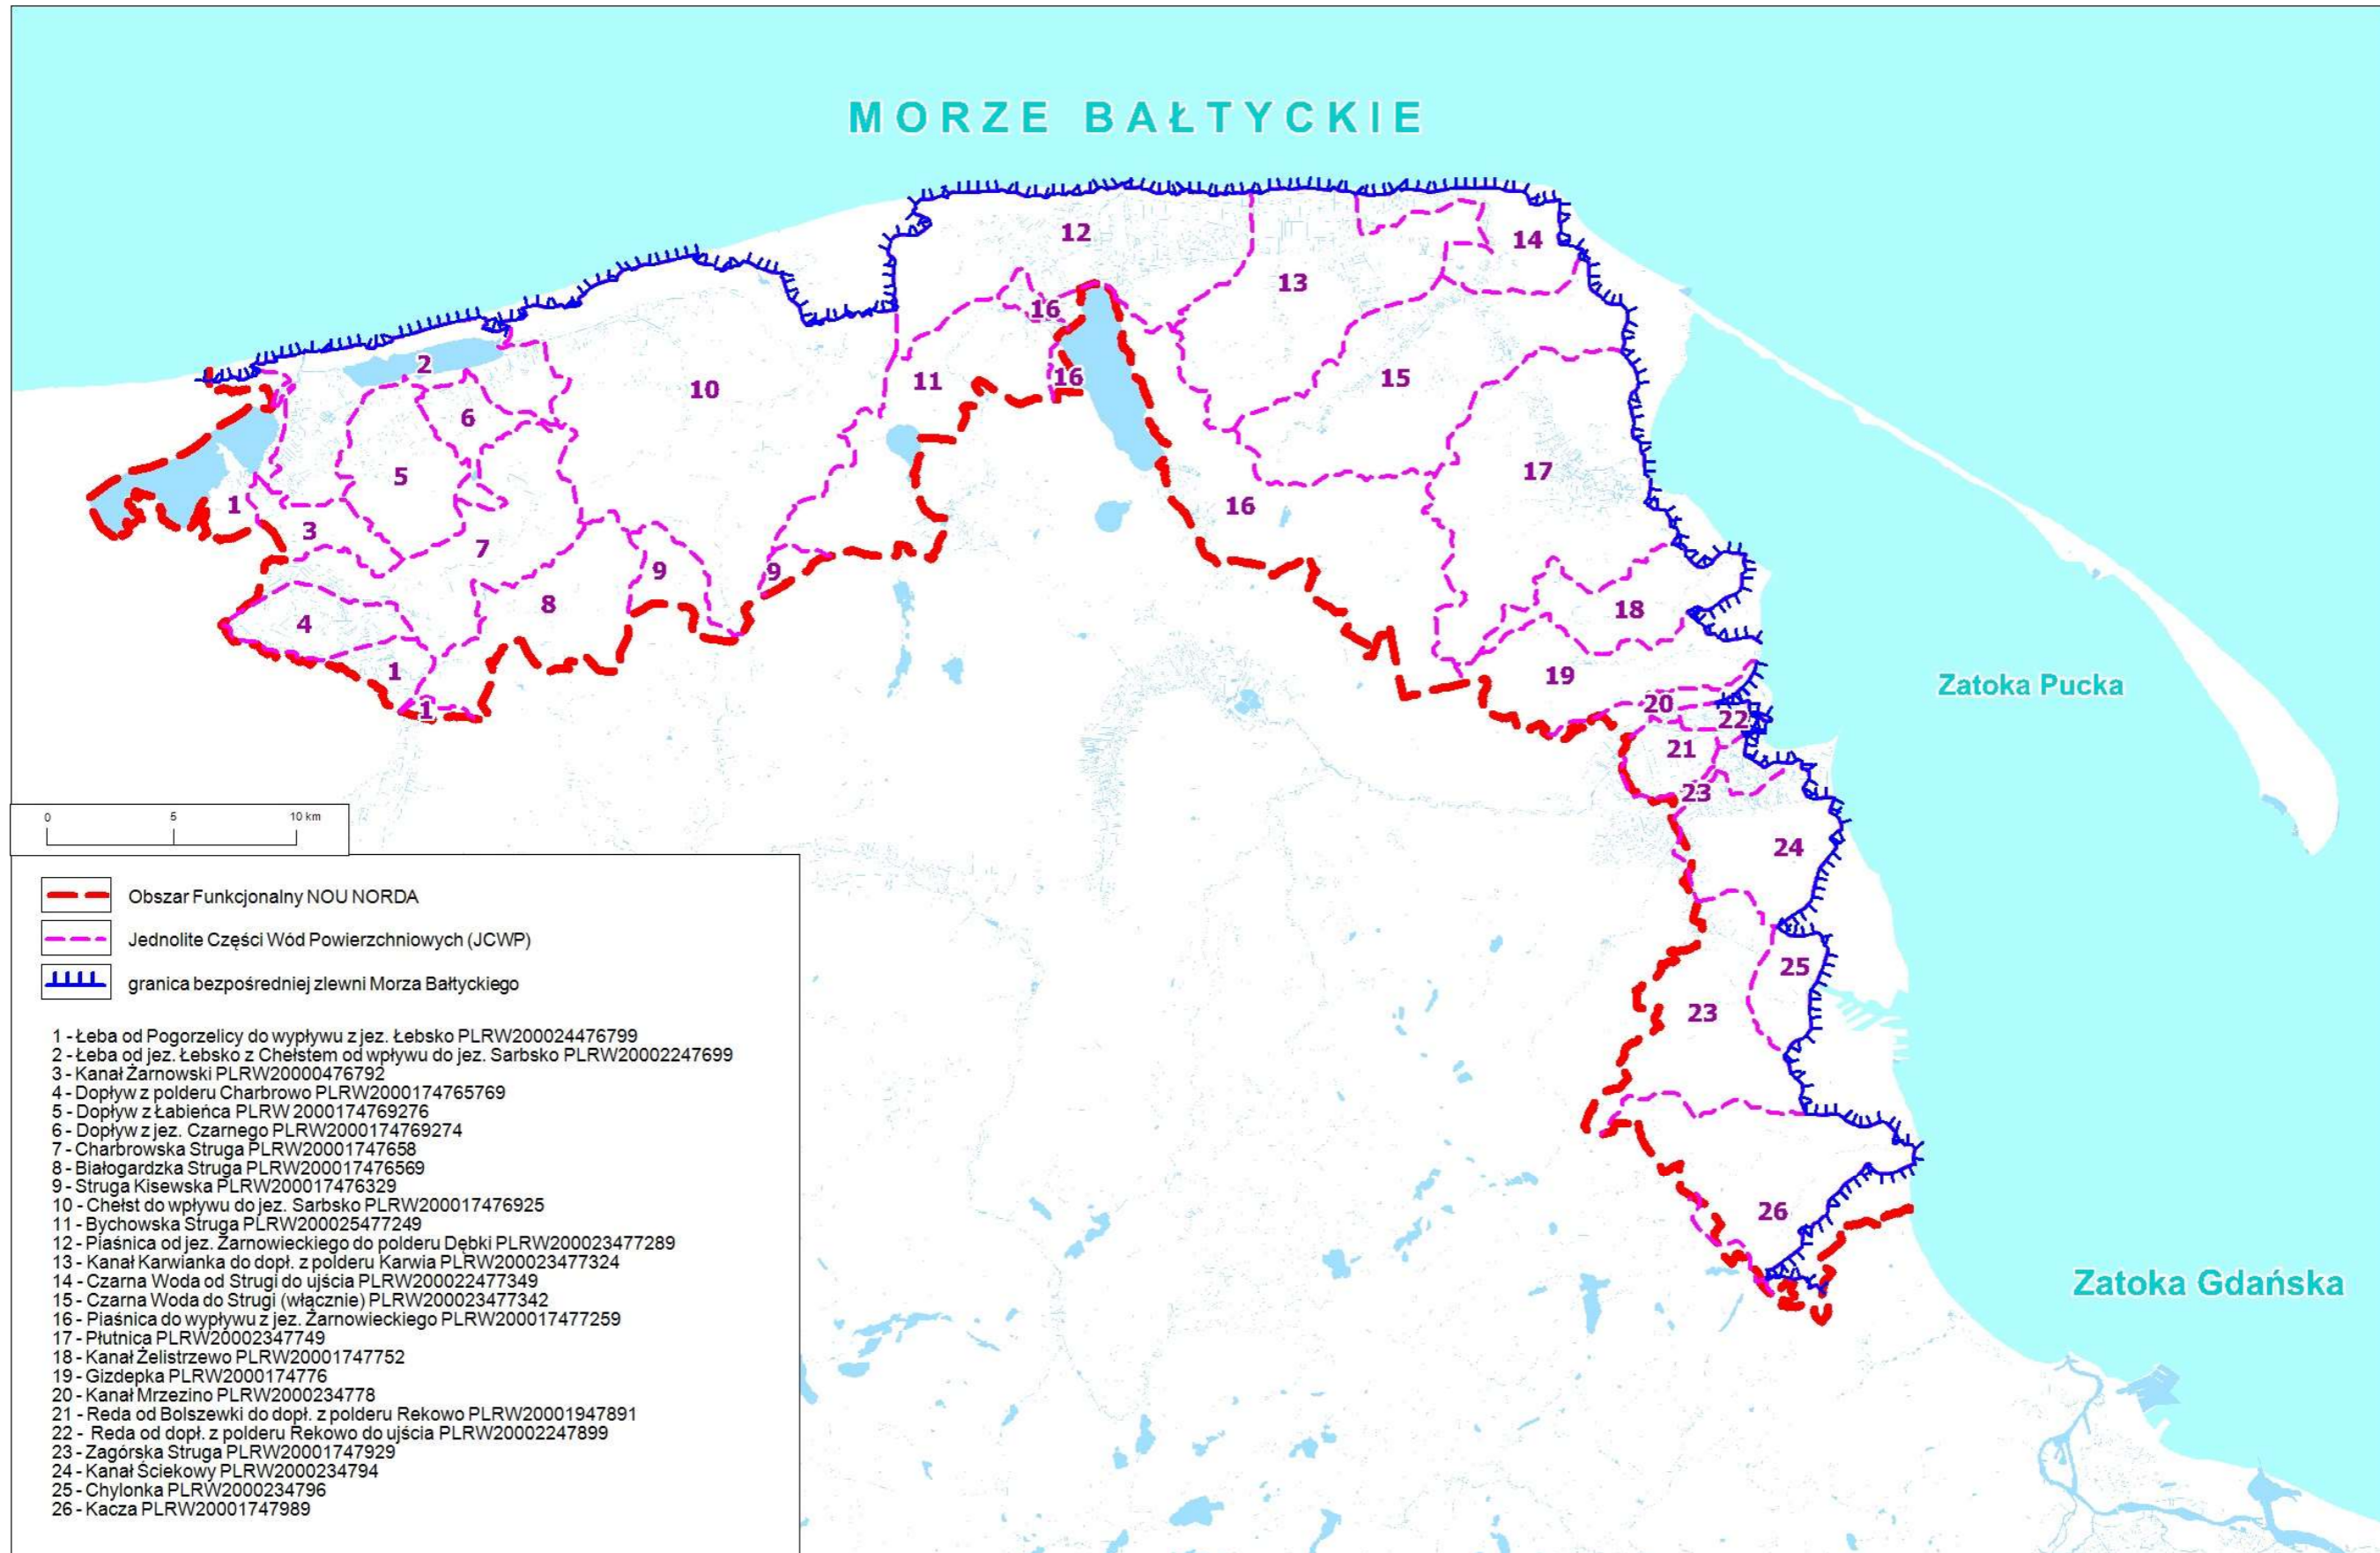 MORZE BAŁTYCKIE
12
14
13
16
2
16
11
15
10
6
5
17
1
3
16
7
9
9
8
18
4
1
19
1
20
22
21
23
24
25
23
26
Zatoka Pucka
Zatoka Gdańska
0 5 10 km
Obszar Funkcjonalny NOU NORDA
Jednolite Części Wód Powierzchniowych (JCWP)
granica bezpośredniej zlewni Morza Bałtyckiego
1 - Łeba od Pogorzelicy do wypływu z jez. Łebsko PLRW200024476799
2 - Łeba od jez. Łebsko z Chełstem od wpływu do jez. Sarbsko PLRW20002247699
3 - Kanał Żarnowski PLRW20000476792
4 - Dopływ z polderu Charbrowo PLRW2000174765769
5 - Dopływ z Łabieńca PLRW 2000174769276
6 - Dopływ z jez. Czarnego PLRW2000174769274
7 - Charbrowska Struga PLRW20001747658
8 - Białogardzka Struga PLRW200017476569
9 - Struga Kisewska PLRW200017476329
10 - Chełst do wpływu do jez. Sarbsko PLRW200017476925
11 - Bychowska Struga PLRW200025477249
12 - Piaśnica od jez. Żarnowieckiego do polderu Dębki PLRW200023477289
13 - Kanał Karwianka do dopł. z polderu Karwia PLRW200023477324
14 - Czarna Woda od Strugi do ujścia PLRW200022477349
15 - Czarna Woda do Strugi (włącznie) PLRW200023477342
16 - Piaśnica do wypływu z jez. Żarnowieckiego PLRW200017477259
17 - Płutnica PLRW20002347749
18 - Kanał Żelistrzewo PLRW20001747752
19 - Gizdepka PLRW2000174776
20 - Kanał Mrzezino PLRW2000234778
21 - Reda od Bolszewki do dopł. z polderu Rekowo PLRW20001947891
22 - Reda od dopł. z polderu Rekowo do ujścia PLRW20002247899
23 - Zagórska Struga PLRW20001747929
24 - Kanał Ściekowy PLRW2000234794
25 - Chylonka PLRW2000234796
26 - Kacza PLRW20001747989